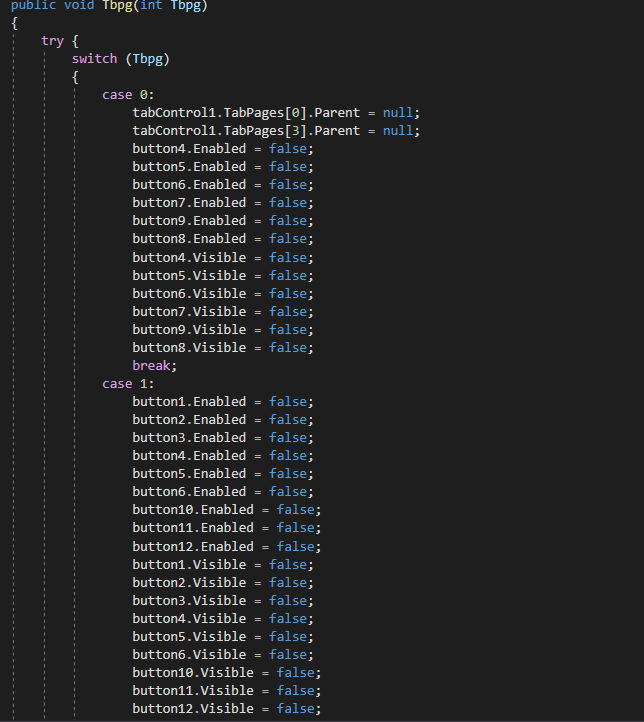 public void Tbpg(int Tbpg)
{
try {
switch (Tbpg)
{
case 0:
tabControl1.TabPages[0].Parent = null;
tabControl1.TabPages[3].Parent = null;
button4.Enabled = false;
button5.Enabled = false;
button6.Enabled = false;
button7.Enabled = false;
button9.Enabled = false;
button8.Enabled = false;
button4.Visible = false;
button5.Visible = false;
button6.Visible = false;
button7.Visible = false;
button9.Visible = false;
button8.Visible = false;
break;
case 1:
button1.Enabled = false;
button2.Enabled = false;
button3.Enabled = false;
button4.Enabled = false;
button5.Enabled = false;
button6.Enabled = false;
button10.Enabled = false;
button11.Enabled = false;
button12.Enabled = false;
button1.Visible = false;
button2.Visible = false;
button3.Visible = false;
button4.Visible = false;
button5.Visible = false;
button6.Visible = false;
button10.Visible = false;
button11.Visible = false;
button12.Visible = false;